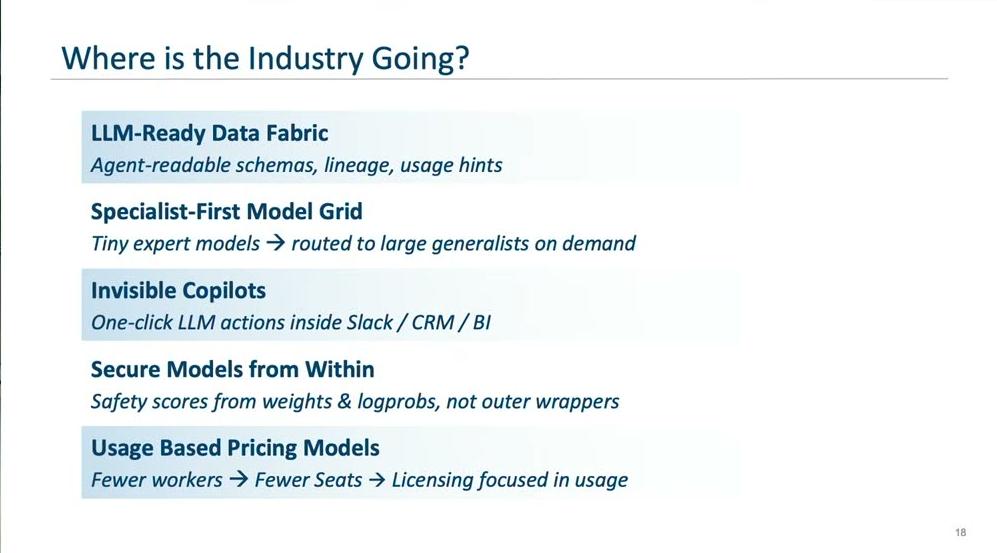 Where is the Industry Going?
LLM-Ready Data Fabric
Agent-readable schemas, lineage, usage hints
Specialist-First Model Grid
Tiny expert models → routed to large generalists on demand
Invisible Copilots
One-click LLM actions inside Slack / CRM / BI
Secure Models from Within
Safety scores from weights & logprobs, not outer wrappers
Usage Based Pricing Models
Fewer workers → Fewer Seats → Licensing focused in usage
18